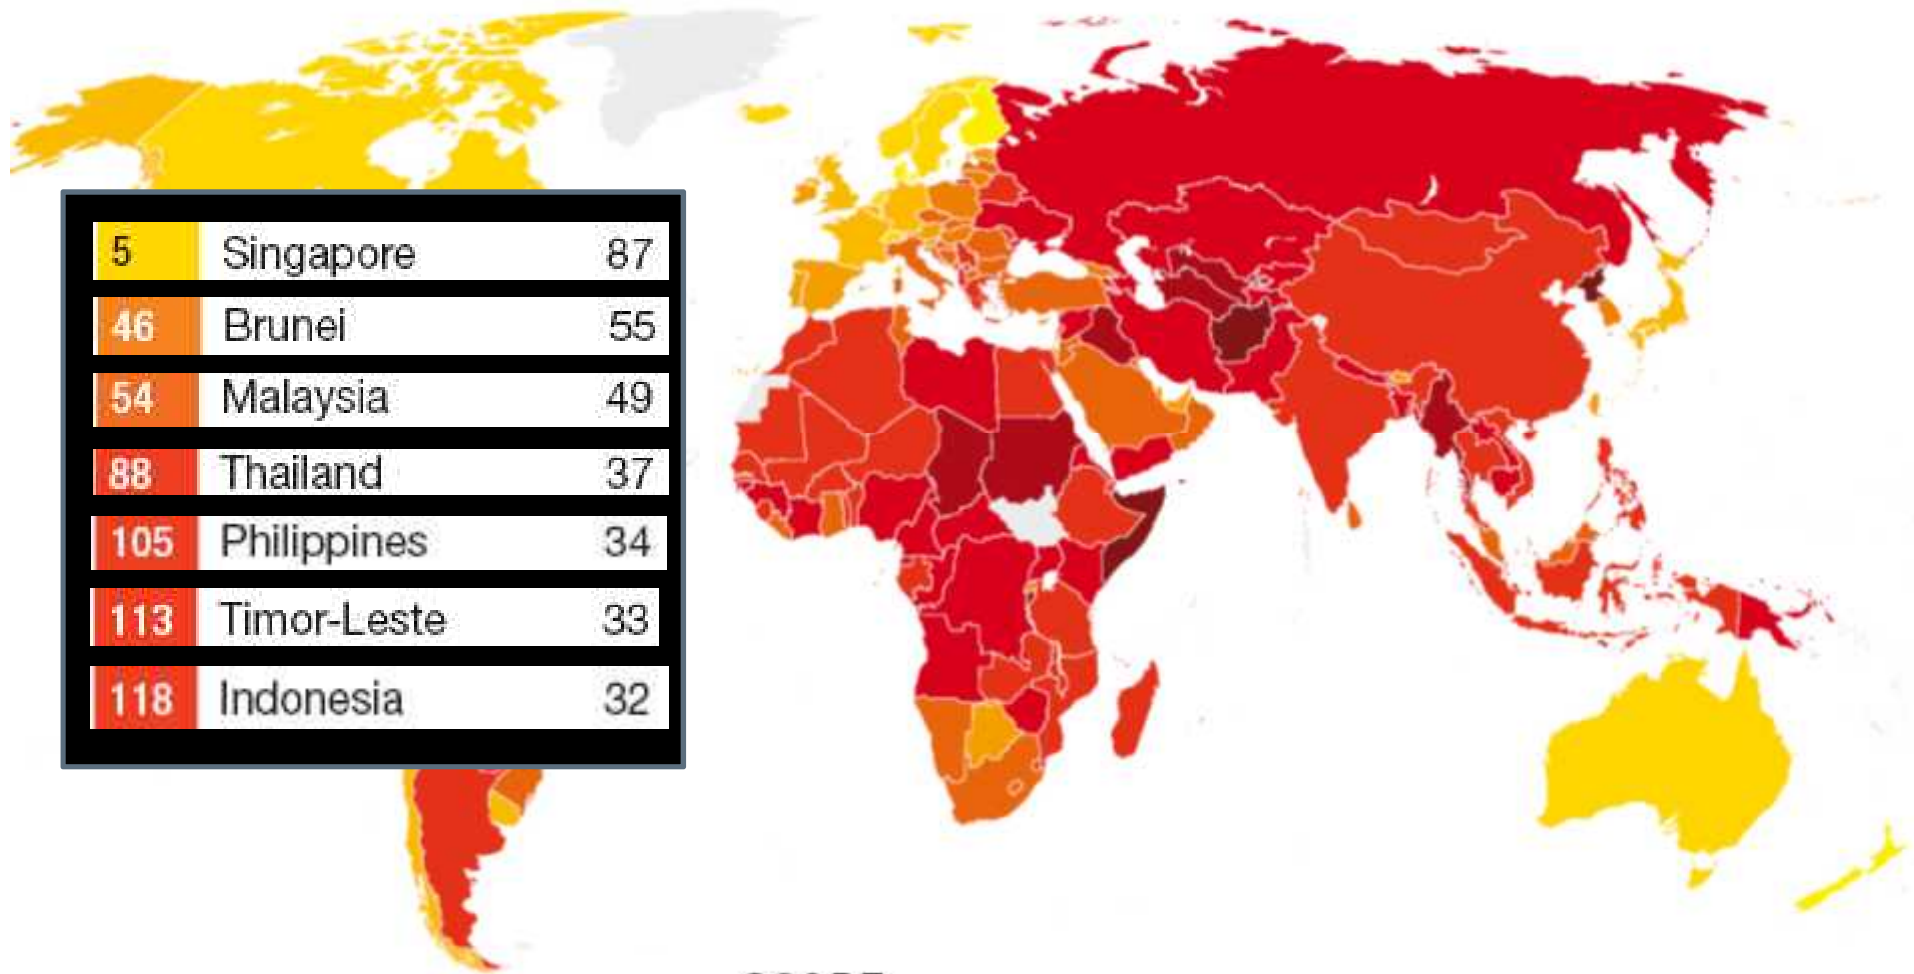 5 Singapore 87
46 Brunei 55
54 Malaysia 49
88 Thailand 37
105 Philippines 34
113 Timor-Leste 33
118 Indonesia 32